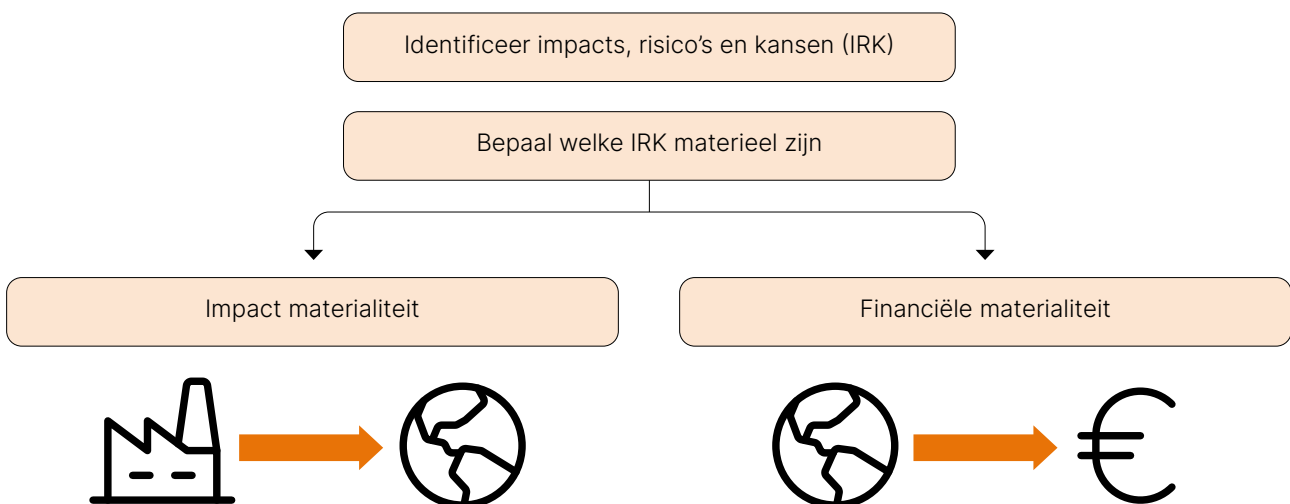 Identificeer impacts, risico’s en kansen (IRK)
Bepaal welke IRK materieel zijn
Impact materialiteit
Financiële materialiteit